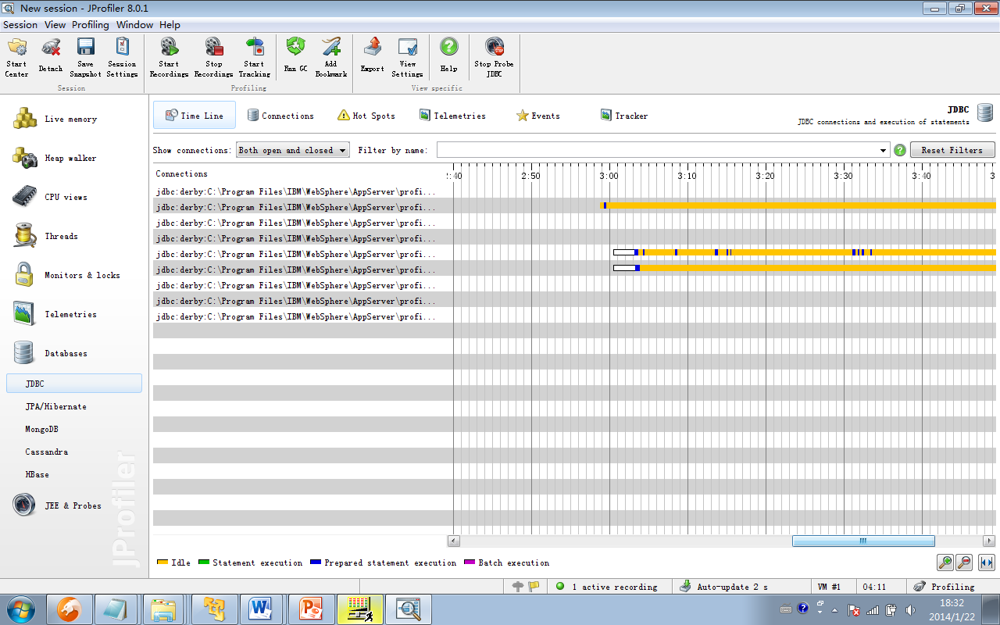 New session - JProfiler 8.0.1
Session View Profiling Window Help
Start Center
Detach
Save Snapshot
Session Settings
Start Recordings
Stop Recordings
Start Tracking
Run GC
Add Bookmark
Export
View Settings
Help
Stop Probe JDBC
Session
Profiling
View specific
Live memory
Heap walker
CPU views
Threads
Monitors & locks
Telemetries
Databases
JDBC
JPA/Hibernate
MongoDB
Cassandra
HBase
JEE & Probes
JProfiler
Time Line
Connections
Hot Spots
Telemetries
Events
Tracker
JDBC
JDBC connections and execution of statements
Show connections: Both open and closed Filter by name: Reset Filters
Connections
:40 2:50 3:00 3:10 3:20 3:30 3:40 3
jdbc:derby:C:\Program Files\IBM\WebSphere\AppServer\profi...
jdbc:derby:C:\Program Files\IBM\WebSphere\AppServer\profi...
jdbc:derby:C:\Program Files\IBM\WebSphere\AppServer\profi...
jdbc:derby:C:\Program Files\IBM\WebSphere\AppServer\profi...
jdbc:derby:C:\Program Files\IBM\WebSphere\AppServer\profi...
jdbc:derby:C:\Program Files\IBM\WebSphere\AppServer\profi...
jdbc:derby:C:\Program Files\IBM\WebSphere\AppServer\profi...
jdbc:derby:C:\Program Files\IBM\WebSphere\AppServer\profi...
jdbc:derby:C:\Program Files\IBM\WebSphere\AppServer\profi...
Idle Statement execution Prepared statement execution Batch execution
1 active recording Auto-update 2 s VM #1 04:11 Profiling
18:32
2014/1/22